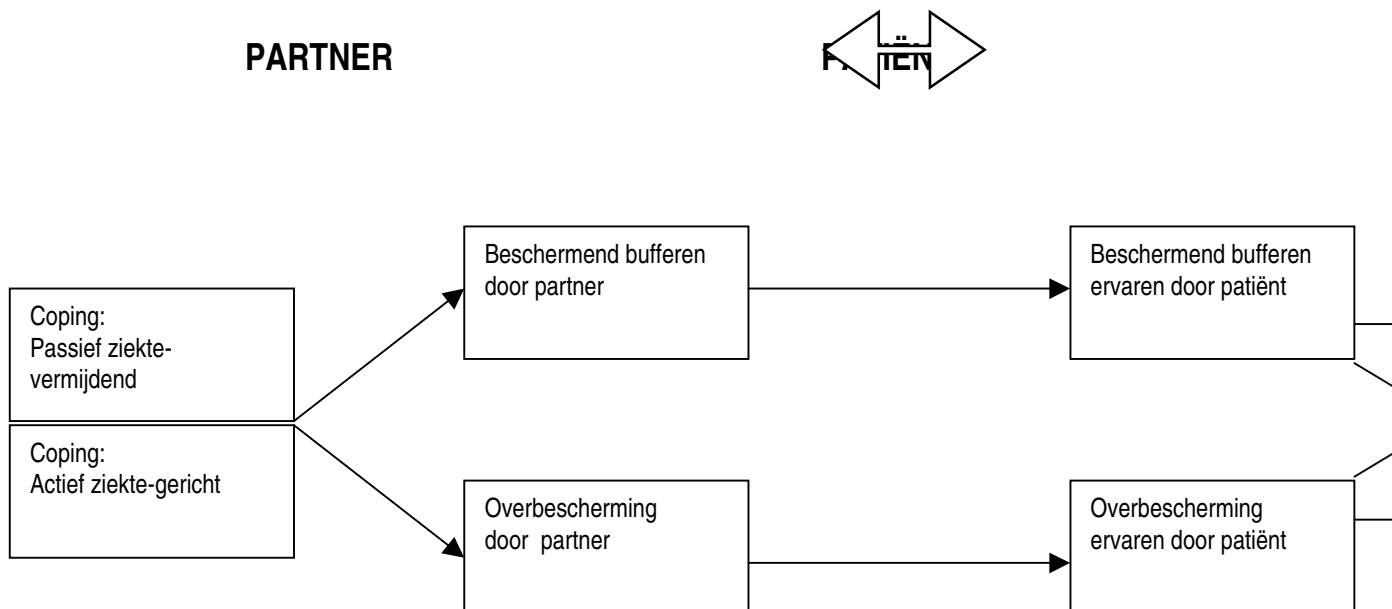 PARTNER
Beschermend bufferen
door partner
Beschermend bufferen
ervaren door patiënt
Coping:
Passief ziekte-
vermijdend
Coping:
Actief ziekte-gericht
Overbescherming
door  partner
Overbescherming
ervaren door patiënt